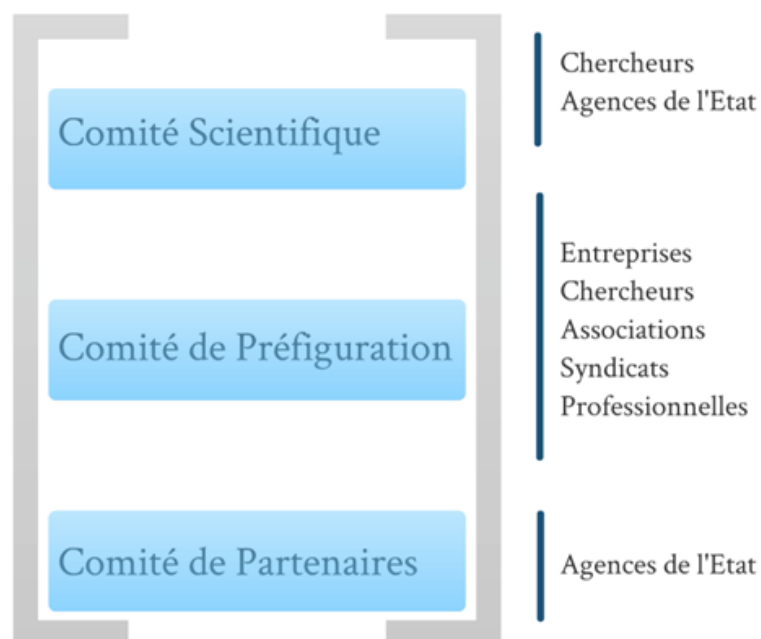 Comité Scientifique
Chercheurs
Agences de l'Etat
Comité de Préfiguration
Entreprises
Chercheurs
Associations
Syndicats
Professionnelles
Comité de Partenaires
Agences de l'Etat